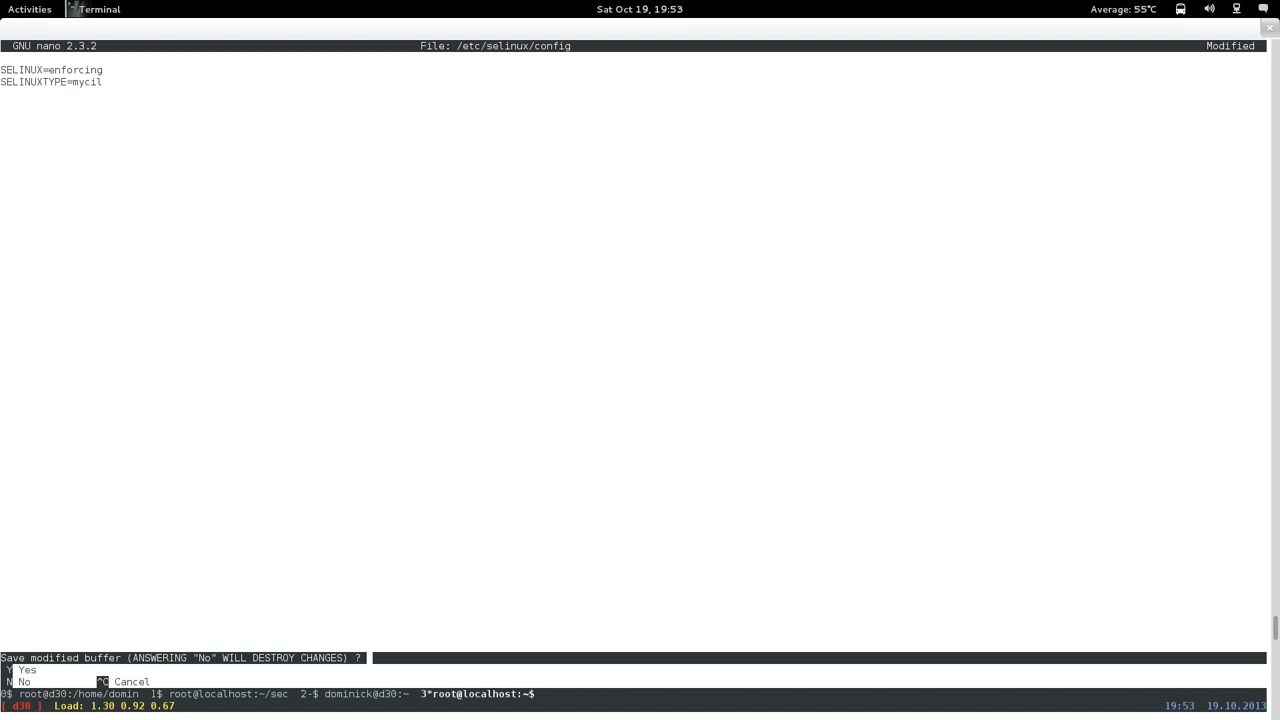 Activities Terminal Sat Oct 19, 19:53 Average: 55°C
GNU nano 2.3.2 File: /etc/selinux/config Modified
SELINUX=enforcing
SELINUXTYPE=mycil
Save modified buffer (ANSWERING "No" WILL DESTROY CHANGES) ?
Y Yes
N No ^C Cancel
0$ root@d30:/home/domin 1$ root@localhost:~/sec 2-$ dominick@d30:~ 3*root@localhost:~$
[ d30 ] Load: 1.30 0.92 0.67 19:53 19.10.2013